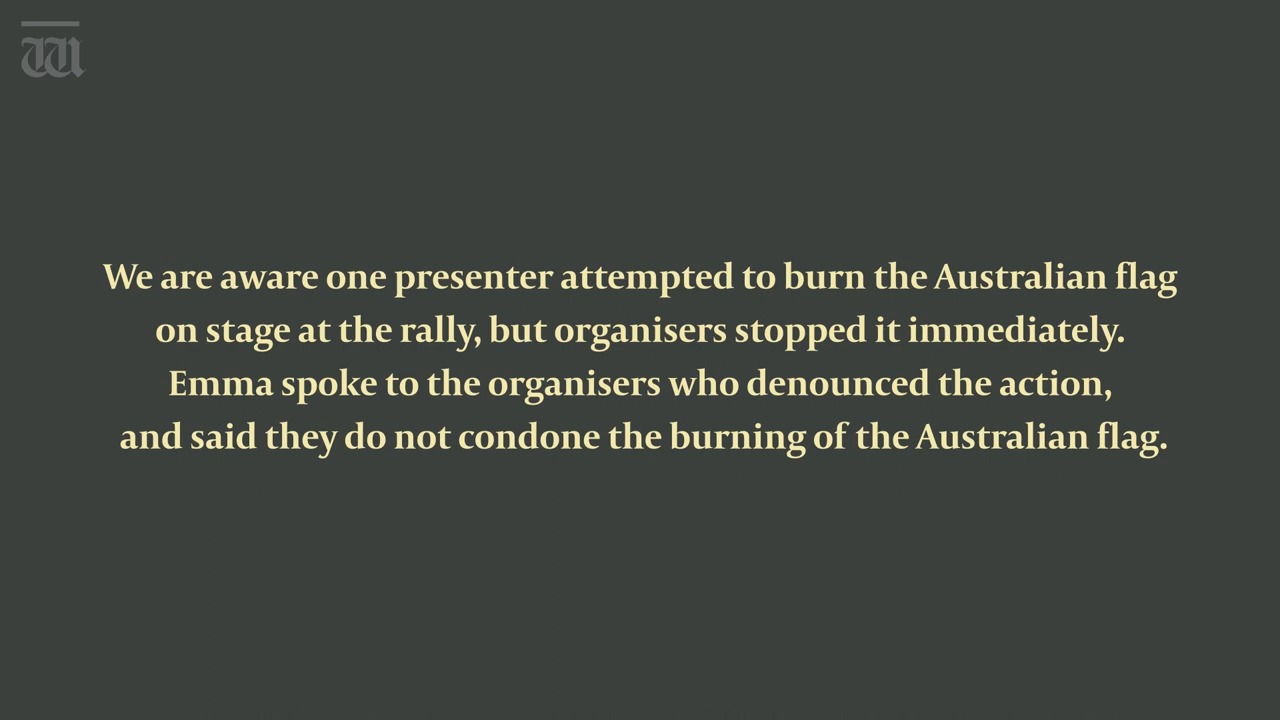 We are aware one presenter attempted to burn the Australian flag
on stage at the rally, but organisers stopped it immediately.
Emma spoke to the organisers who denounced the action,
and said they do not condone the burning of the Australian flag.